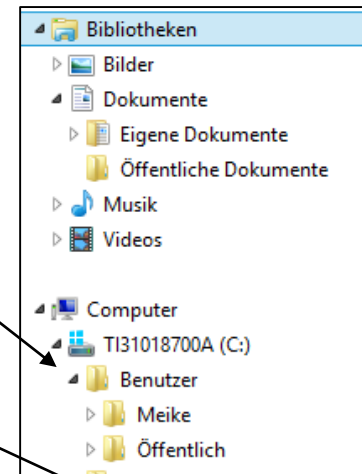 Bibliotheken
Bilder
Dokumente
Eigene Dokumente
Öffentliche Dokumente
Musik
Videos
Computer
TI31018700A (C:)
Benutzer
Meike
Öffentlich